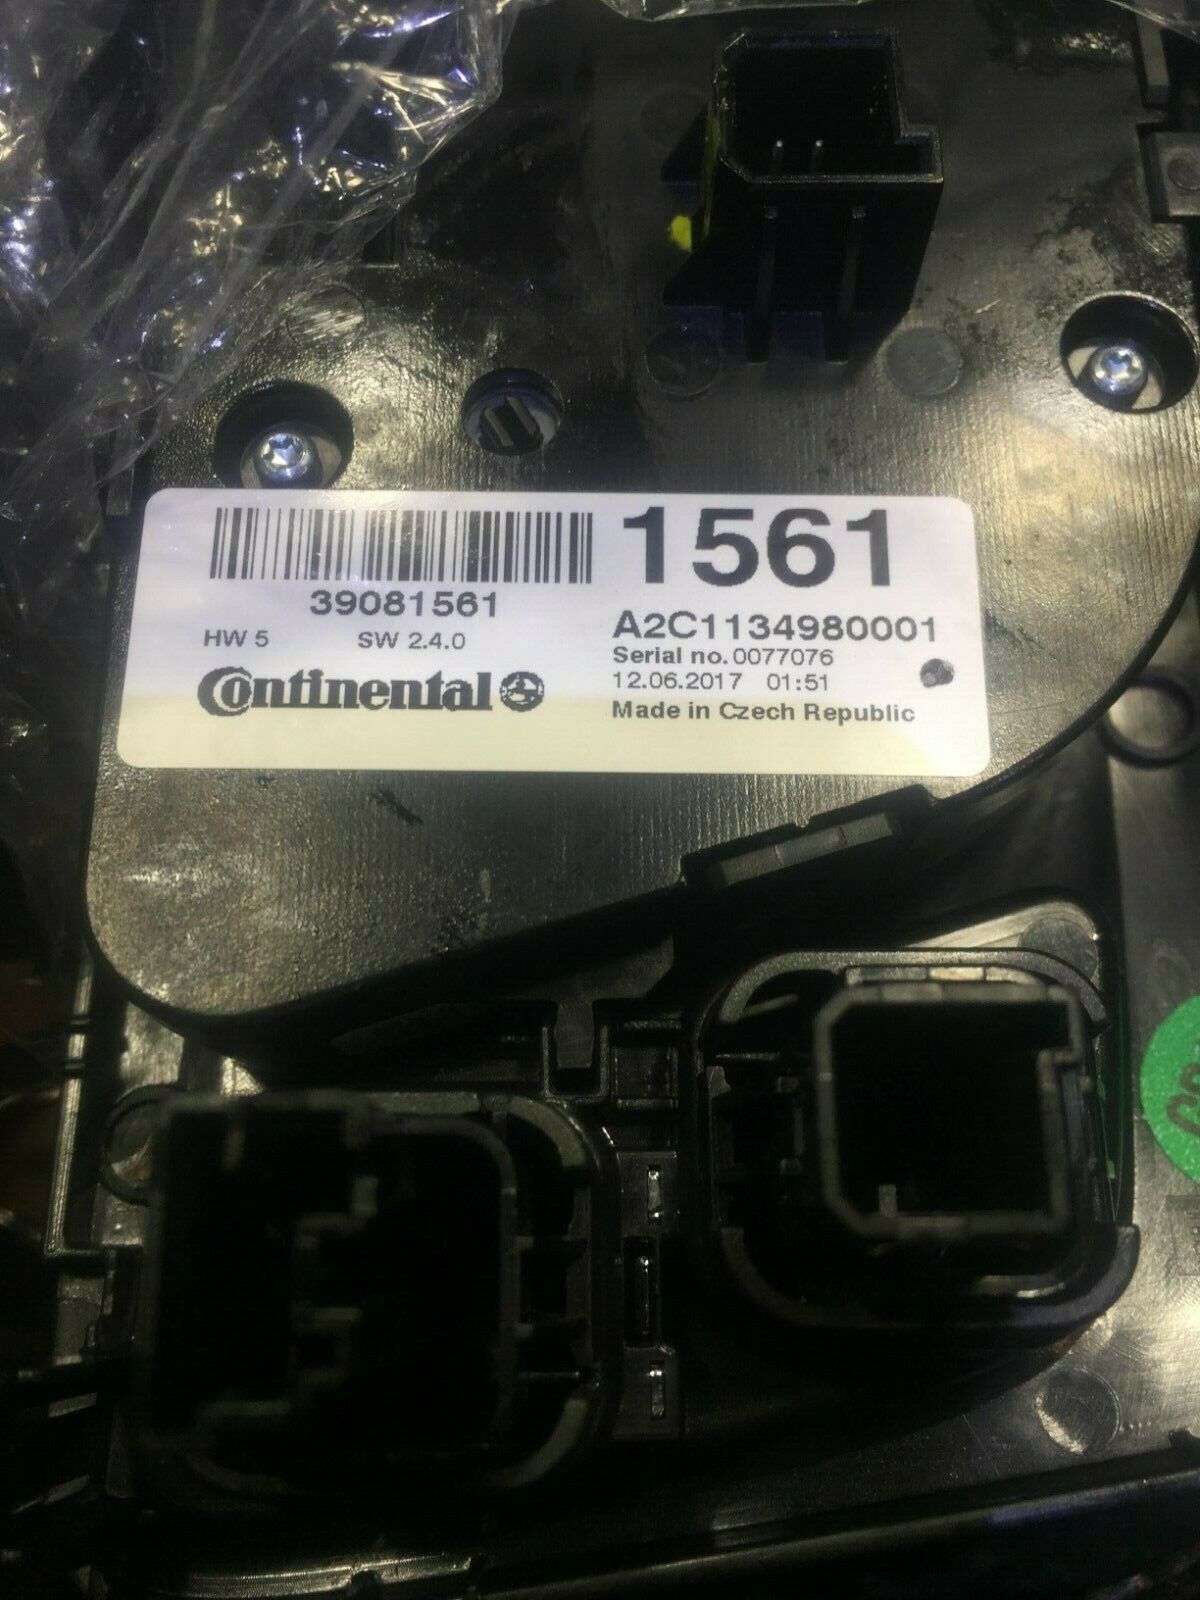 1561
39081561
HW 5 SW 2.4.0
A2C1134980001
Serial no. 0077076
12.06.2017 01:51
Continental
Made in Czech Republic